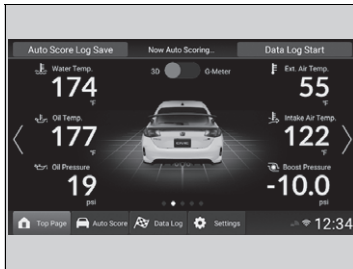 Auto Score Log Save
Now Auto Scoring...
Data Log Start
Water Temp.
174
°F
3D
G-Meter
Ext. Air Temp.
55
°F
Oil Temp.
177
°F
Intake Air Temp.
122
°F
Oil Pressure
19
psi
Boost Pressure
-10.0
psi
Top Page
Auto Score
Data Log
Settings
12:34